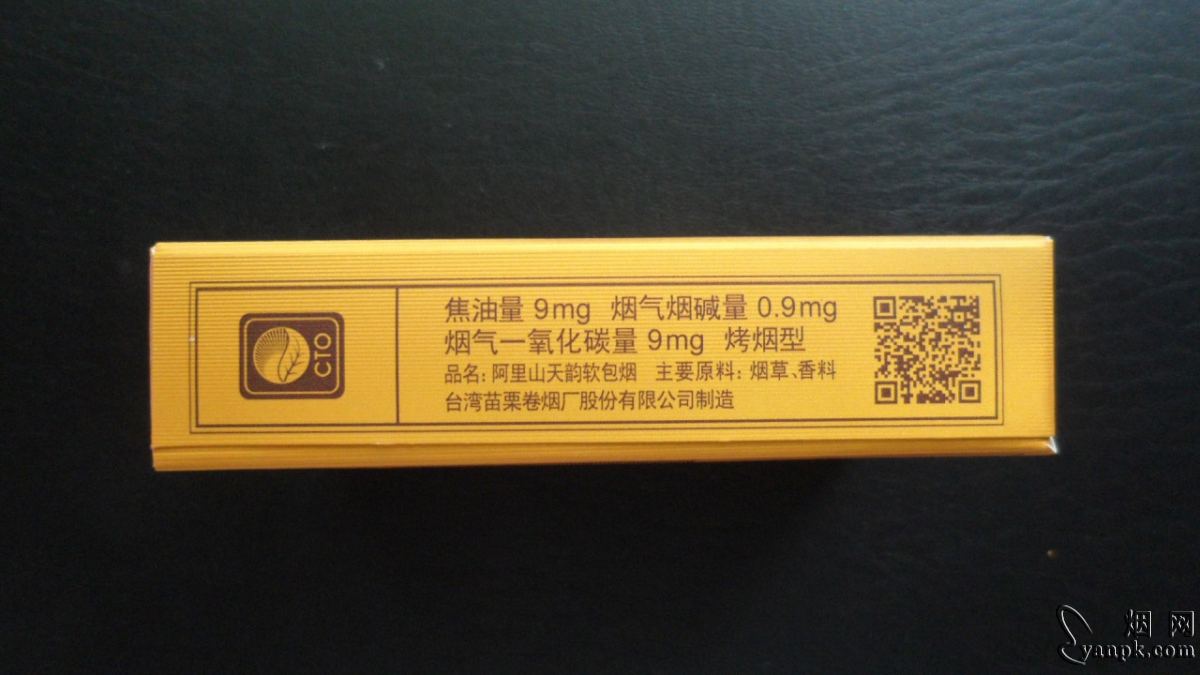 CTO
焦油量 9mg 烟气烟碱量 0.9mg
烟气一氧化碳量 9mg 烤烟型
品名: 阿里山天韵软包烟 主要原料: 烟草、香料
台湾苗栗卷烟厂股份有限公司制造
烟 网
yanpk.com